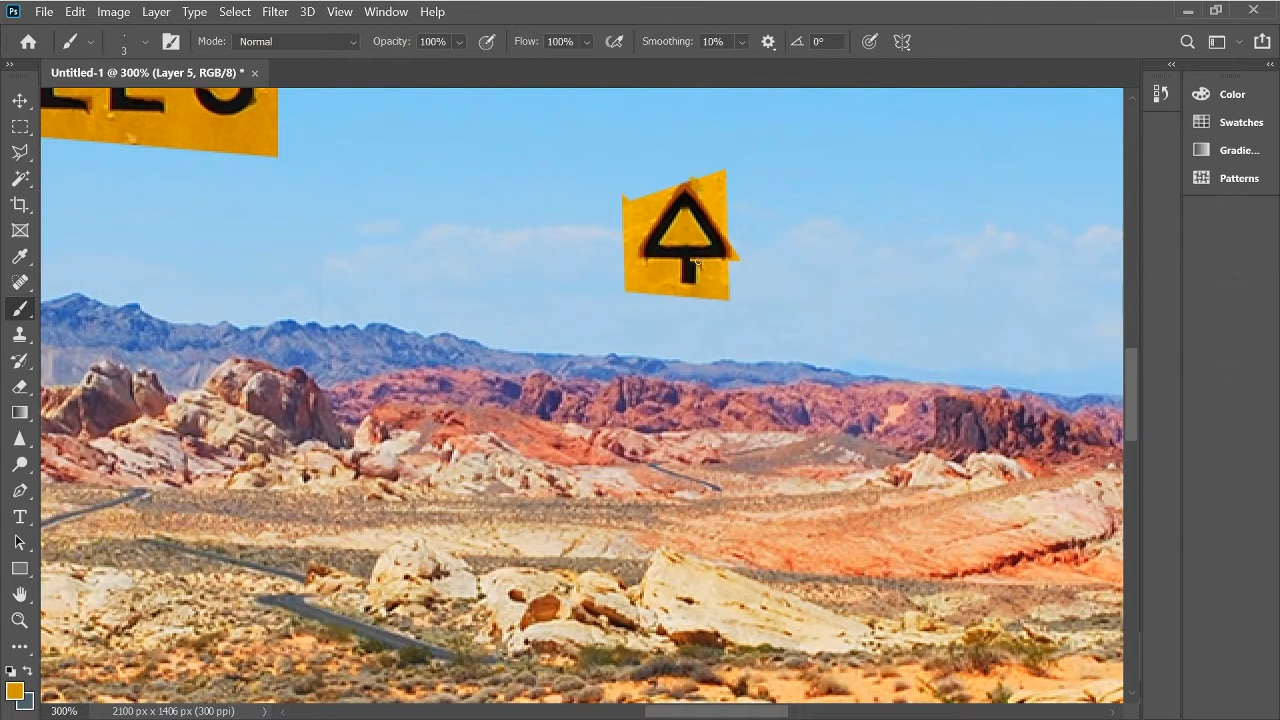 Ps File Edit Image Layer Type Select Filter 3D View Window Help
3 Mode: Normal Opacity: 100% Flow: 100% Smoothing: 10% 0°
Untitled-1 @ 300% (Layer 5, RGB/8) * ×
Color
Swatches
Gradie...
Patterns
300% 2100 px x 1406 px (300 ppi)